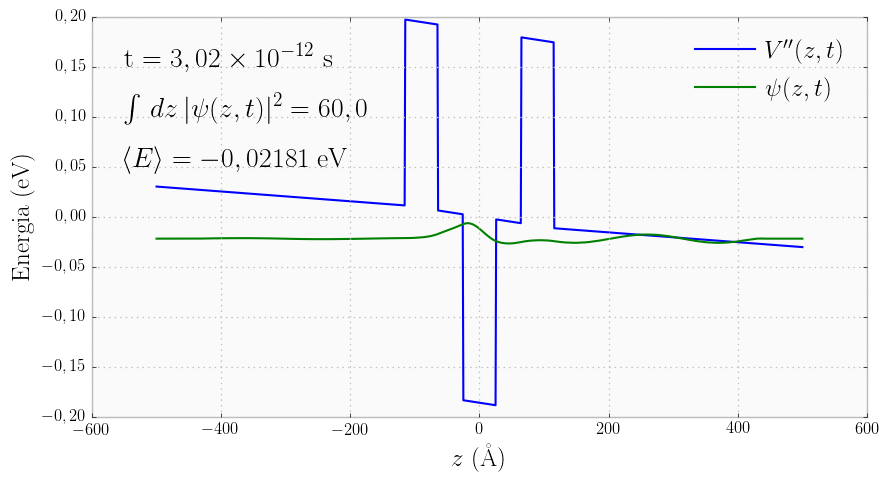 t = 3,02 × 10⁻¹² s
∫ dz |ψ(z,t)|² = 60,0
⟨E⟩ = −0,02181 eV
V″(z,t)
ψ(z,t)
Energia (eV)
0,20
0,15
0,10
0,05
0,00
−0,05
−0,10
−0,15
−0,20
−600
−400
−200
0
200
400
600
z (Å)